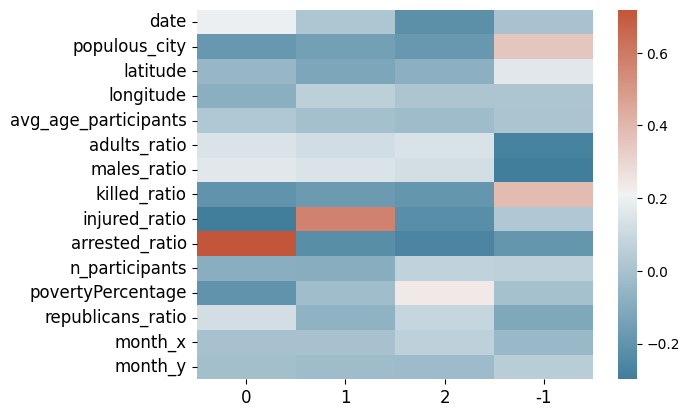 date
populous_city
latitude
longitude
avg_age_participants
adults_ratio
males_ratio
killed_ratio
injured_ratio
arrested_ratio
n_participants
povertyPercentage
republicans_ratio
month_x
month_y
0 1 2 -1
0.6
0.4
0.2
0.0
−0.2